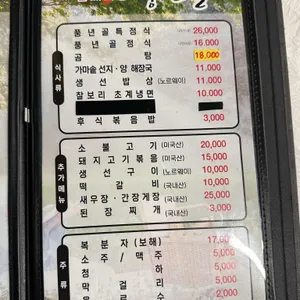 식사류
풍년골특정식 26,000
풍년골정식 16,000
곰탕 18,000
가마솥 선지·양 해장국 11,000
생선밥상 (노르웨이) 11,000
찰보리 초계냉면 10,000
후식볶음밥 3,000
추가메뉴
소불고기 (미국산) 20,000
돼지고기볶음 (미국산) 15,000
생선구이 (노르웨이) 10,000
떡갈비 (국내산) 10,000
새우장·간장게장 (국내산) 25,000
된장찌개 (국내산) 3,000
주류
복분자(보해)
소주/맥주 5,000
청하 5,000
막걸리 5,000
음료수 2,000